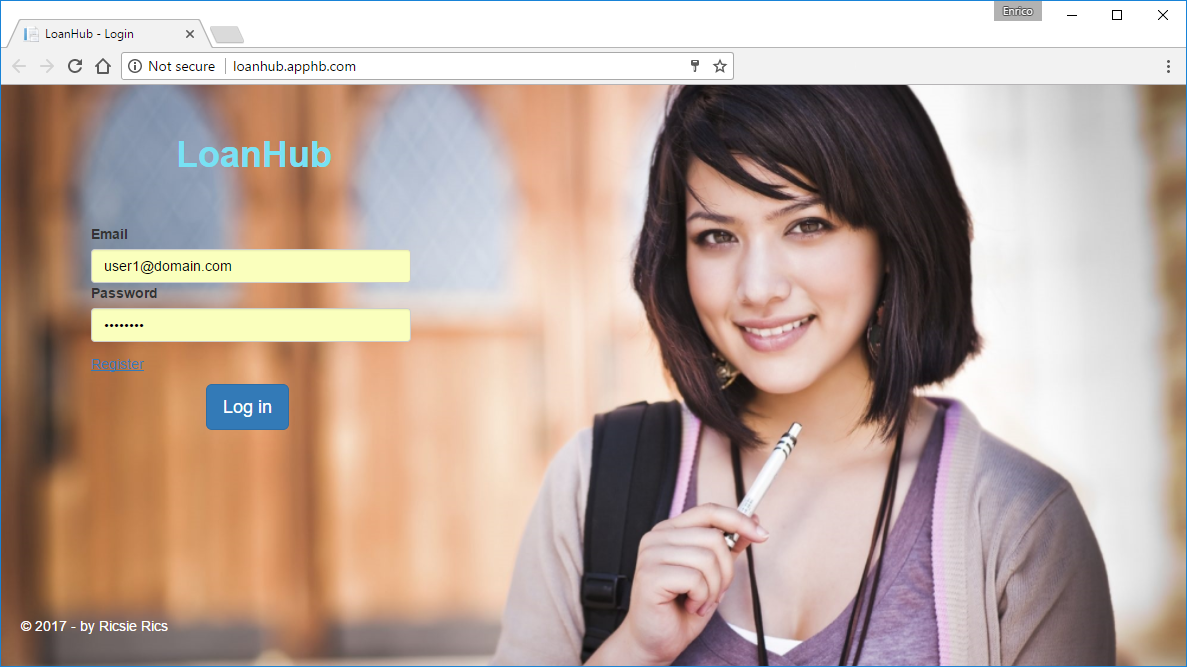 Enrico
LoanHub - Login
Not secure
loanhub.apphb.com
LoanHub
Email
user1@domain.com
Password
••••••••
Register
Log in
© 2017 - by Ricsie Rics